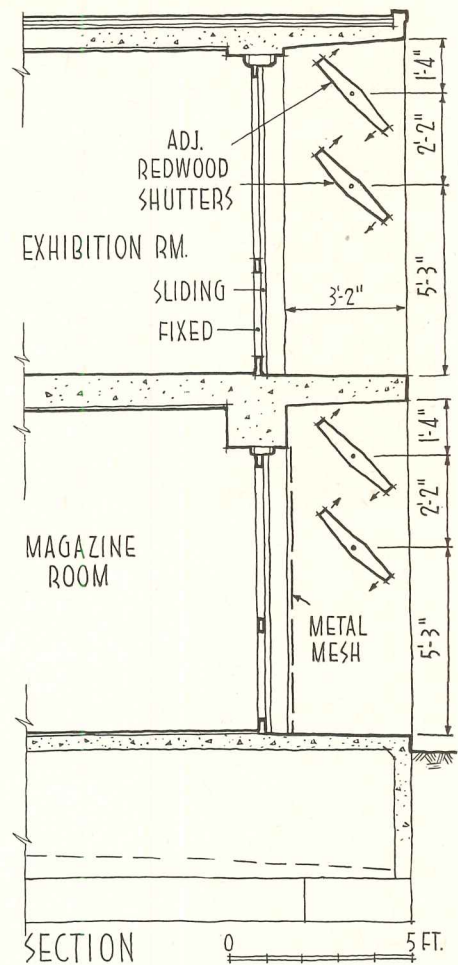 1'-4"
ADJ.
REDWOOD
SHUTTERS
2'-2"
EXHIBITION RM.
SLIDING
FIXED
3'-2"
5'-3"
1'-4"
2'-2"
MAGAZINE
ROOM
METAL
MESH
5'-3"
SECTION
0 5 FT.